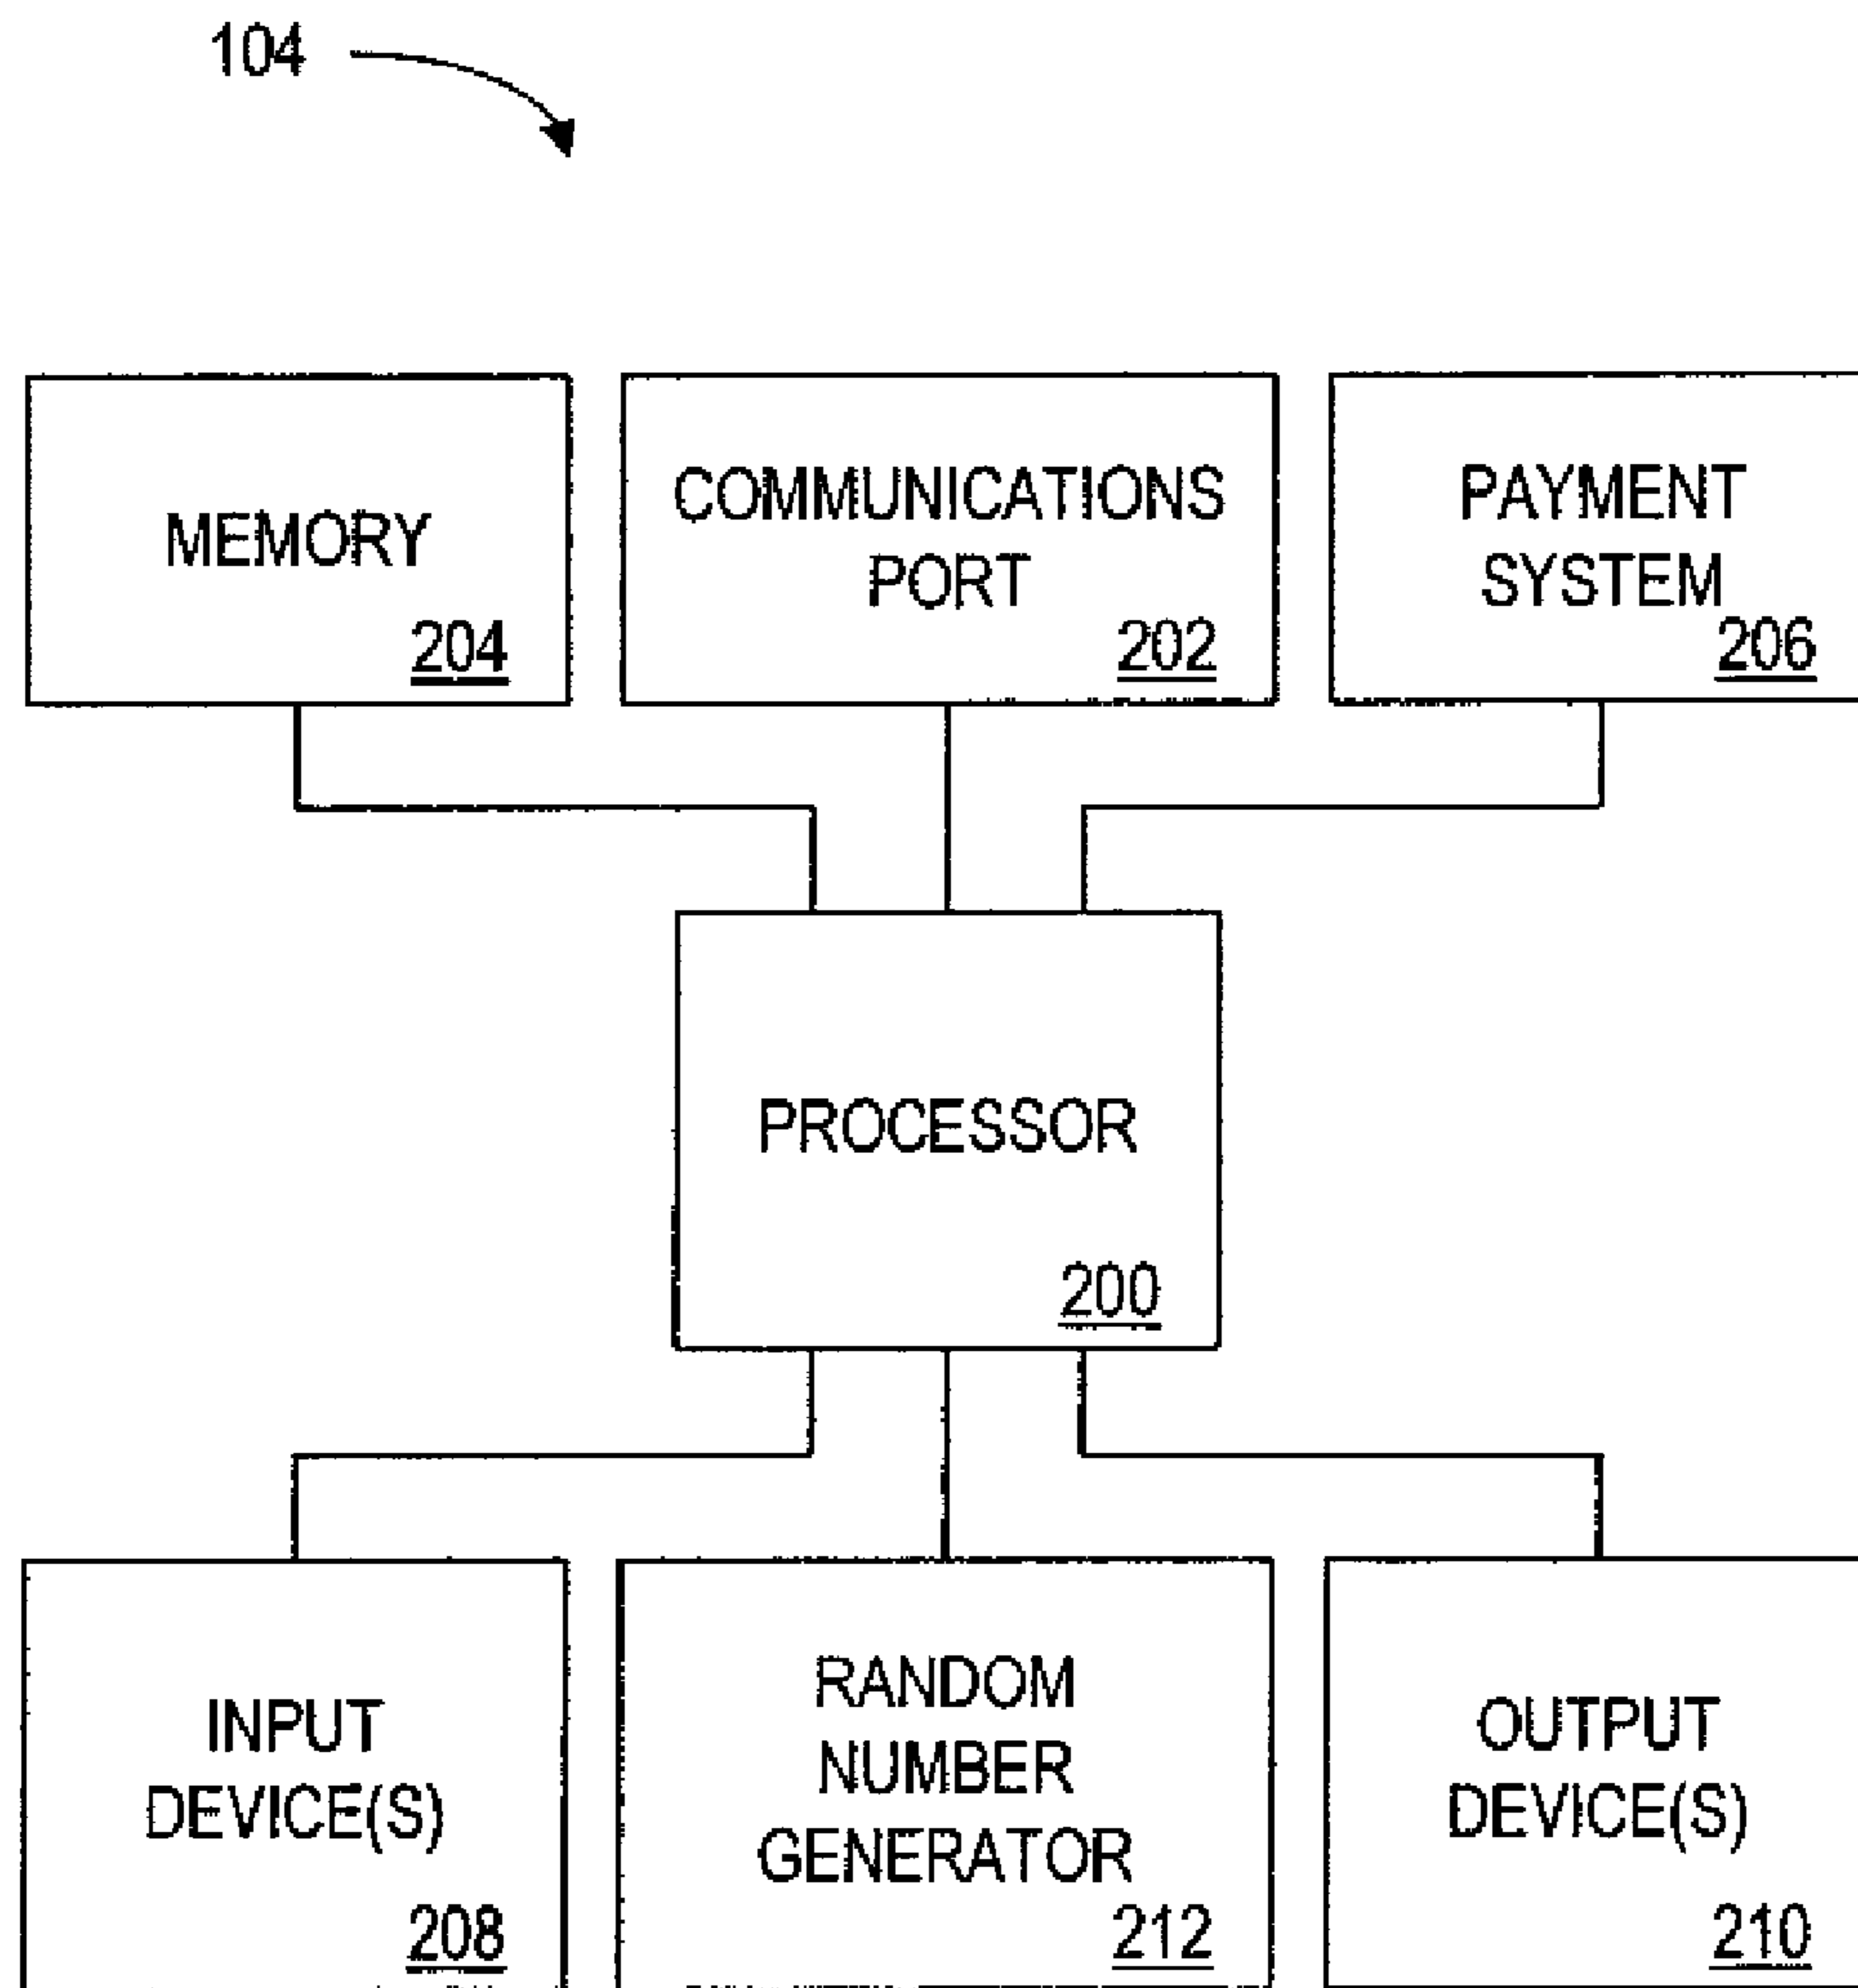 104
MEMORY
204
COMMUNICATIONS
PORT
202
PAYMENT
SYSTEM
206
PROCESSOR
200
INPUT
DEVICE(S)
208
RANDOM
NUMBER
GENERATOR
212
OUTPUT
DEVICE(S)
210